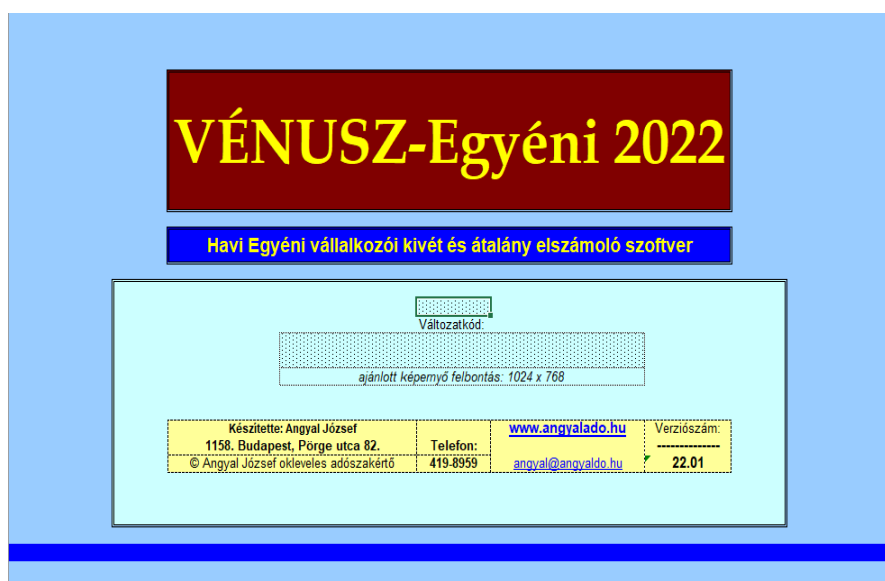 VÉNUSZ-Egyéni 2022
Havi Egyéni vállalkozói kivét és átalány elszámoló szoftver
Változatkód:
ajánlott képernyő felbontás: 1024 x 768
Készítette: Angyal József www.angyalado.hu Verziószám:
1158. Budapest, Pörge utca 82. Telefon: --------------
© Angyal József okleveles adószakértő 419-8959 angyal@angyaldo.hu 22.01